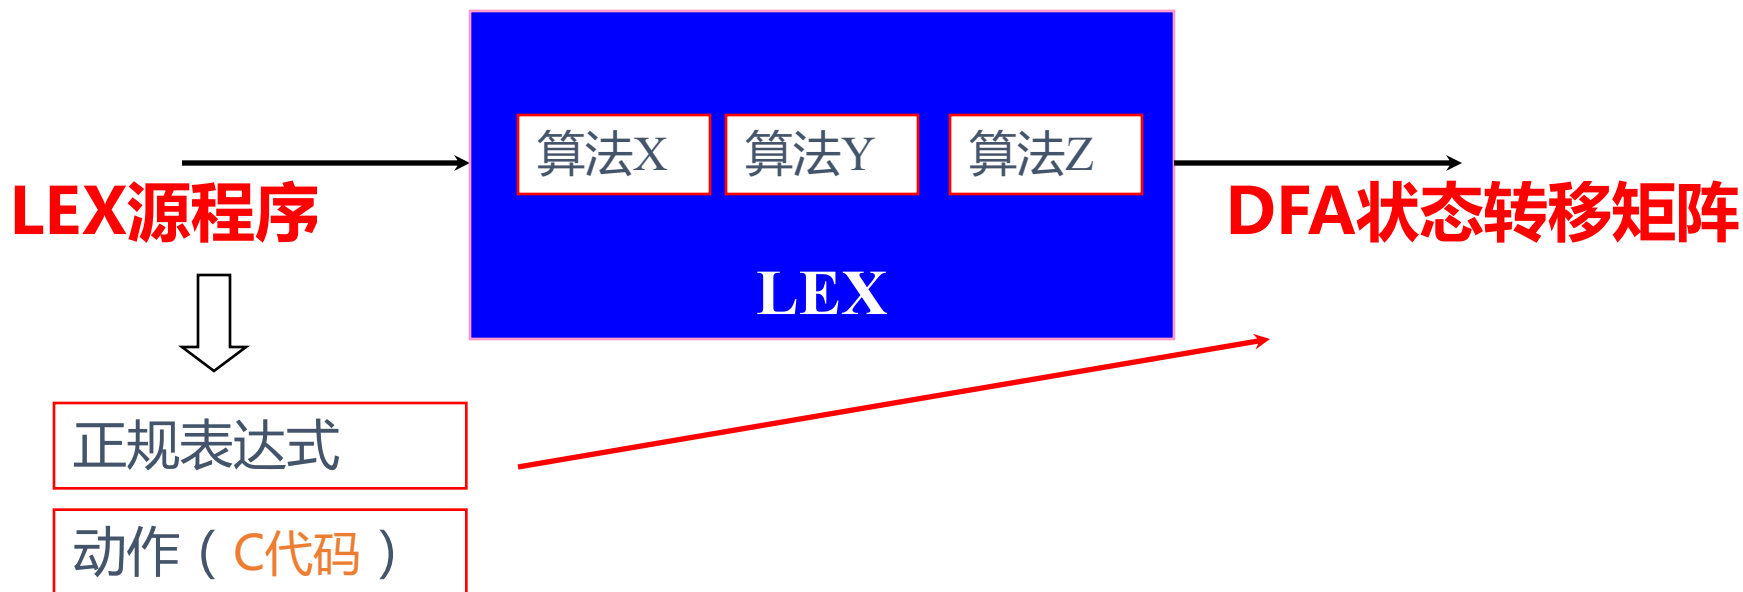 算法X
算法Y
算法Z
LEX源程序
DFA状态转移矩阵
LEX
正规表达式
动作（C代码）